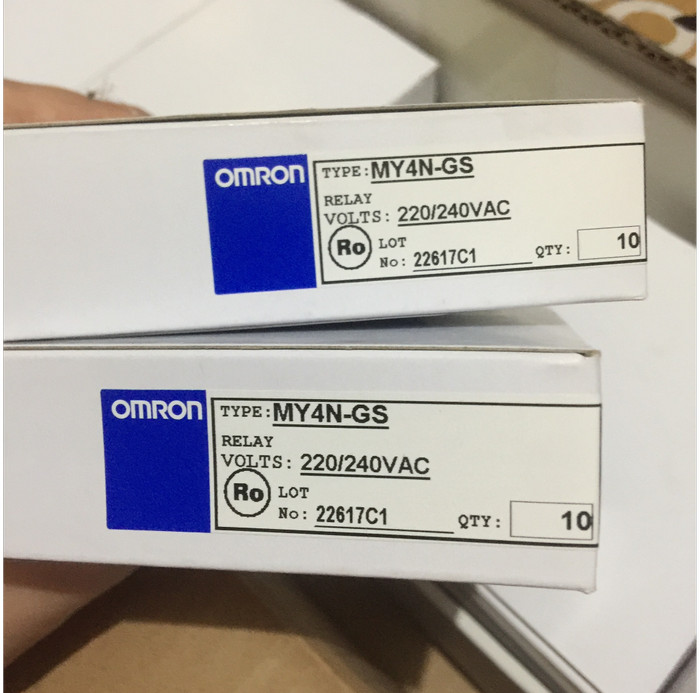 OMRON
TYPE: MY4N-GS
RELAY
VOLTS: 220/240VAC
Ro
LOT
No: 22617C1
QTY: 10
OMRON
TYPE: MY4N-GS
RELAY
VOLTS: 220/240VAC
Ro
LOT
No: 22617C1
QTY: 10